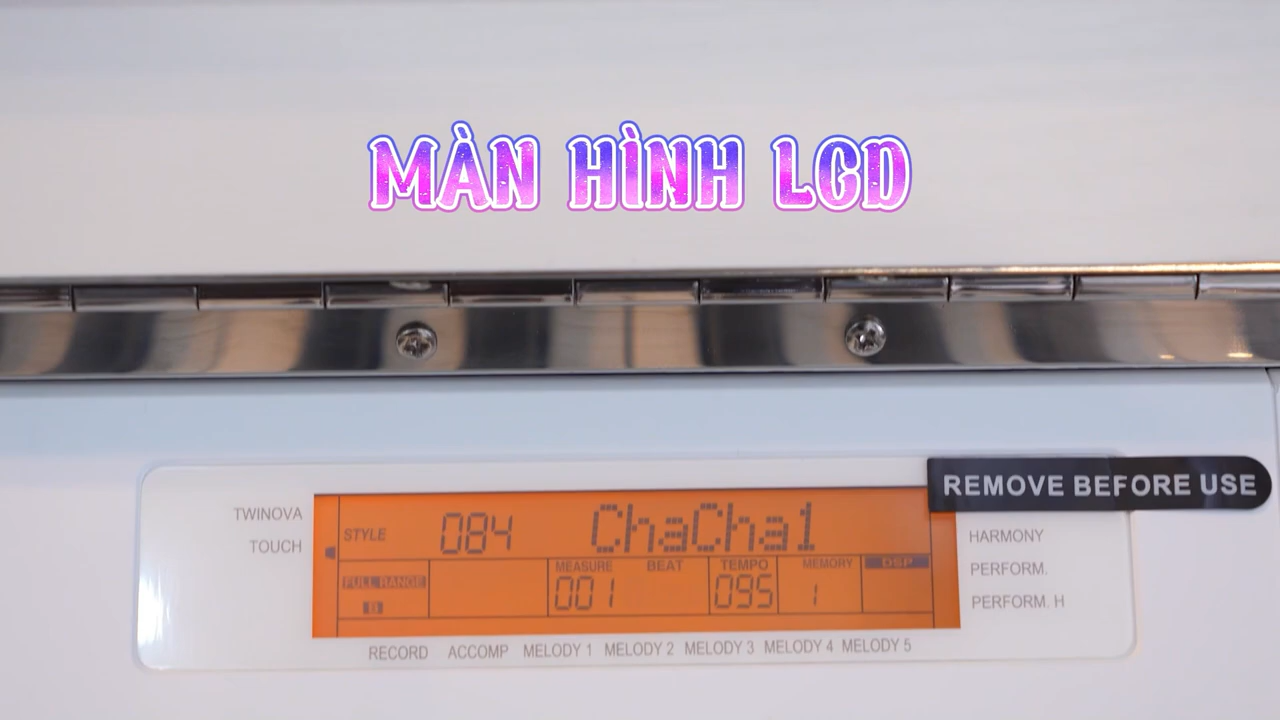 MÀN HÌNH LCD
REMOVE BEFORE USE
TWINOVA
TOUCH
STYLE 084 ChaCha1
FULL RANGE
MEASURE BEAT TEMPO MEMORY DSP
001 095 1
HARMONY
PERFORM.
PERFORM. H
RECORD ACCOMP MELODY 1 MELODY 2 MELODY 3 MELODY 4 MELODY 5